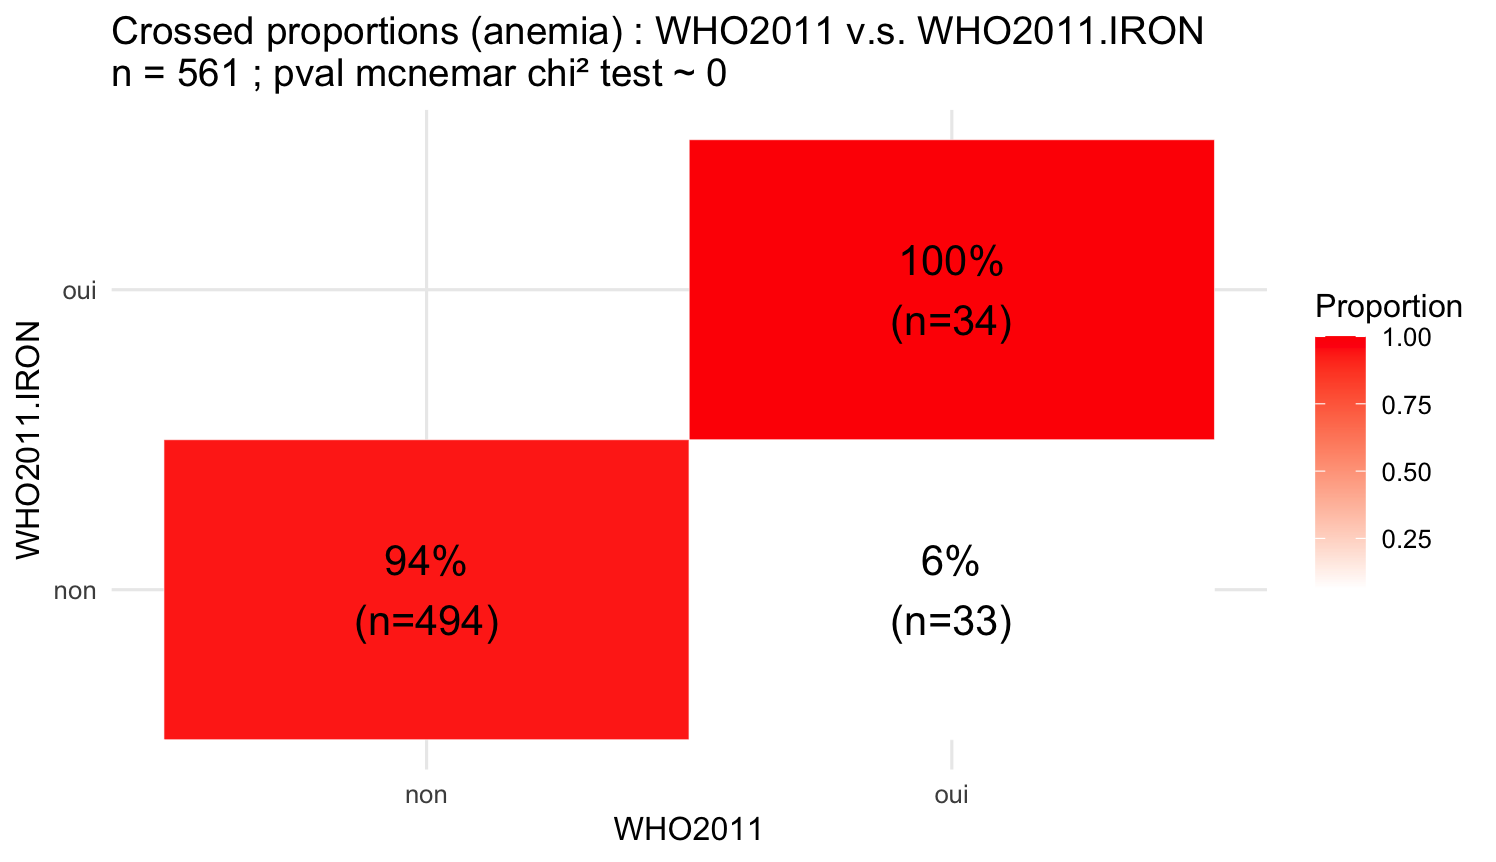 Crossed proportions (anemia) : WHO2011 v.s. WHO2011.IRON
n = 561 ; pval mcnemar chi² test ~ 0
WHO2011.IRON
oui
non
100%
(n=34)
94%
(n=494)
6%
(n=33)
non
oui
WHO2011
Proportion
1.00
0.75
0.50
0.25